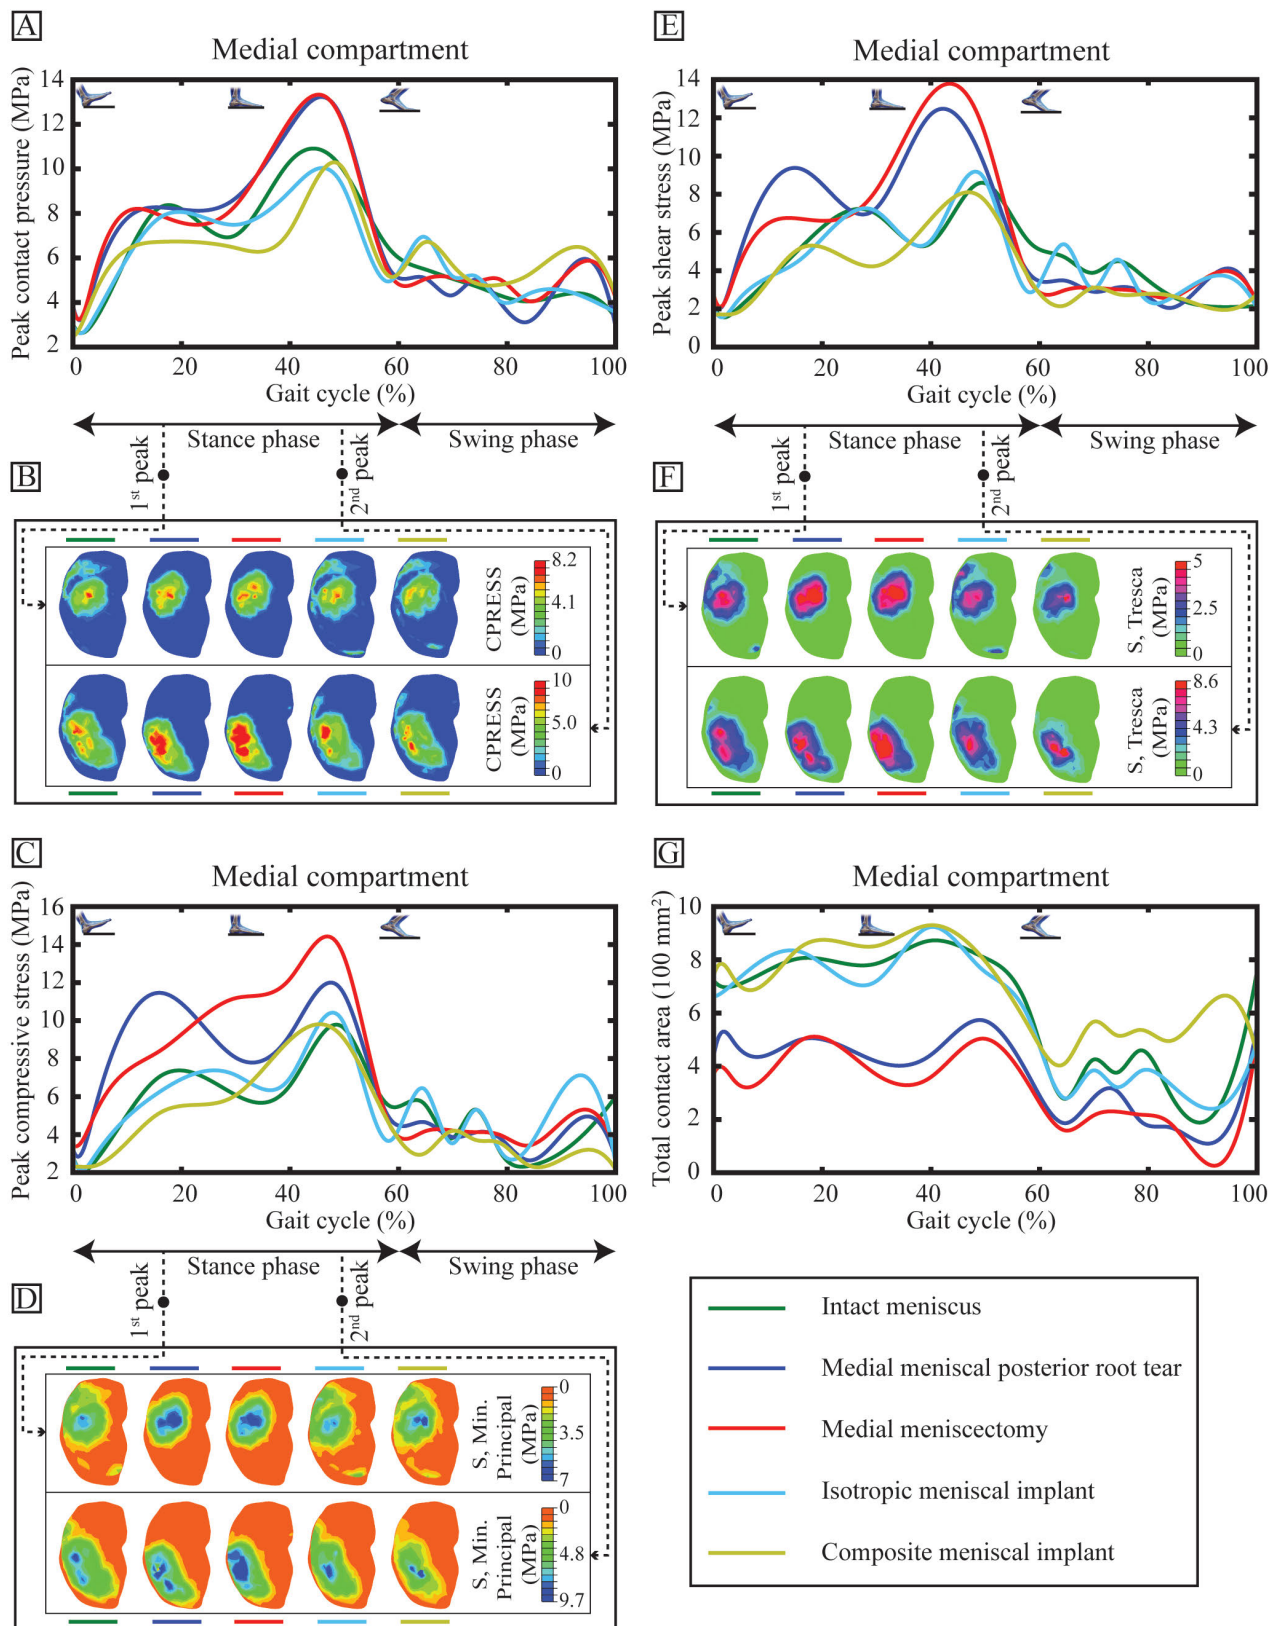 A
Medial compartment
Peak contact pressure (MPa)
14
12
10
8
6
4
2
0
20
40
60
80
100
Gait cycle (%)
Stance phase
Swing phase
1st peak
2nd peak
B
CPRESS
(MPa)
8.2
4.1
0
CPRESS
(MPa)
10
5.0
0
C
Medial compartment
Peak compressive stress (MPa)
16
14
12
10
8
6
4
2
0
20
40
60
80
100
Gait cycle (%)
Stance phase
Swing phase
1st peak
2nd peak
D
S, Min.
Principal
(MPa)
0
3.5
7
S, Min.
Principal
(MPa)
0
4.8
9.7
E
Medial compartment
Peak shear stress (MPa)
14
12
10
8
6
4
2
0
0
20
40
60
80
100
Gait cycle (%)
Stance phase
Swing phase
1st peak
2nd peak
F
S, Tresca
(MPa)
5
2.5
0
S, Tresca
(MPa)
8.6
4.3
0
G
Medial compartment
Total contact area (100 mm²)
10
8
6
4
2
0
0
20
40
60
80
100
Gait cycle (%)
Intact meniscus
Medial meniscal posterior root tear
Medial meniscectomy
Isotropic meniscal implant
Composite meniscal implant